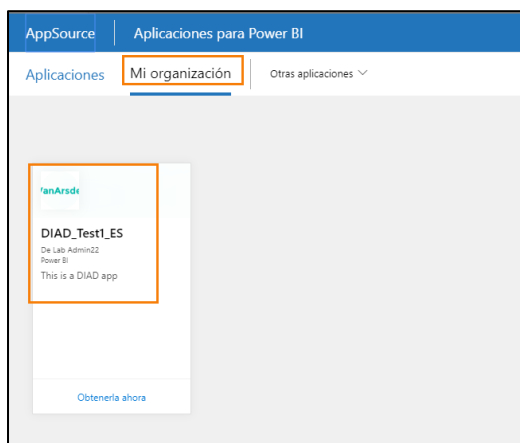 AppSource Aplicaciones para Power BI
Aplicaciones Mi organización Otras aplicaciones
VanArsde
DIAD_Test1_ES
De Lab Admin22
Power BI
This is a DIAD app
Obtenerla ahora